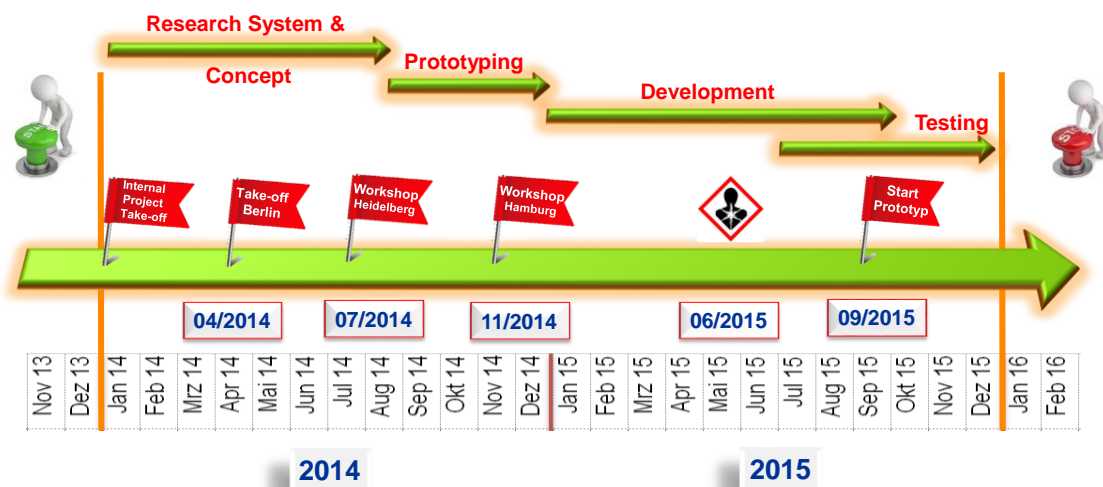 Research System &
Concept
Prototyping
Development
Testing
START
Internal
Project
Take-off
Take-off
Berlin
Workshop
Heidelberg
Workshop
Hamburg
Start
Prototyp
04/2014
07/2014
11/2014
06/2015
09/2015
Nov 13
Dez 13
Jan 14
Feb 14
Mrz 14
Apr 14
Mai 14
Jun 14
Jul 14
Aug 14
Sep 14
Okt 14
Nov 14
Dez 14
Jan 15
Feb 15
Mrz 15
Apr 15
Mai 15
Jun 15
Jul 15
Aug 15
Sep 15
Okt 15
Nov 15
Dez 15
Jan 16
Feb 16
2014
2015